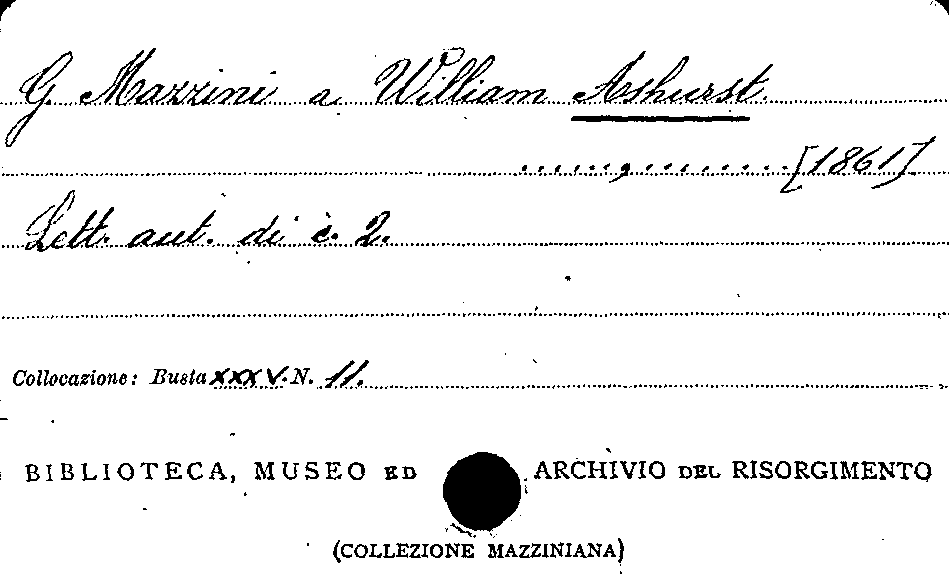 G. Mazzini a William Ashurst.
[1861]
Lett. aut. di c. 2.
Collocazione: Busta XXXV. N. 11.
BIBLIOTECA, MUSEO ED ARCHIVIO DEL RISORGIMENTO
(COLLEZIONE MAZZINIANA)